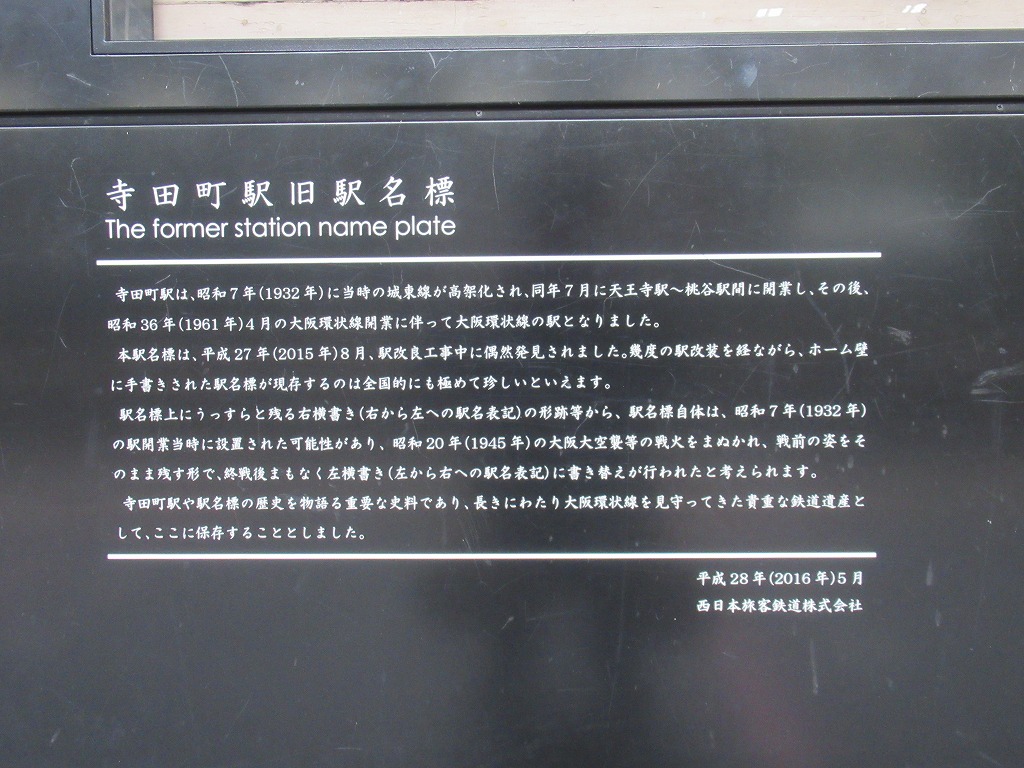 寺田町駅旧駅名標
The former station name plate
寺田町駅は、昭和7年(1932年)に当時の城東線が高架化され、同年7月に天王寺駅～桃谷駅間に開業し、その後、
昭和36年(1961年)4月の大阪環状線開業に伴って大阪環状線の駅となりました。
本駅名標は、平成27年(2015年)8月、駅改良工事中に偶然発見されました。幾度の駅改装を経ながら、ホーム壁
に手書きされた駅名標が現存するのは全国的にも極めて珍しいといえます。
駅名標上にうっすらと残る右横書き(右から左への駅名表記)の形跡等から、駅名標自体は、昭和7年(1932年)
の駅開業当時に設置された可能性があり、昭和20年(1945年)の大阪大空襲等の戦火をまぬかれ、戦前の姿をそ
のまま残す形で、終戦後まもなく左横書き(左から右への駅名表記)に書き替えが行われたと考えられます。
寺田町駅や駅名標の歴史を物語る重要な史料であり、長きにわたり大阪環状線を見守ってきた貴重な鉄道遺産と
して、ここに保存することとしました。
平成28年(2016年)5月
西日本旅客鉄道株式会社